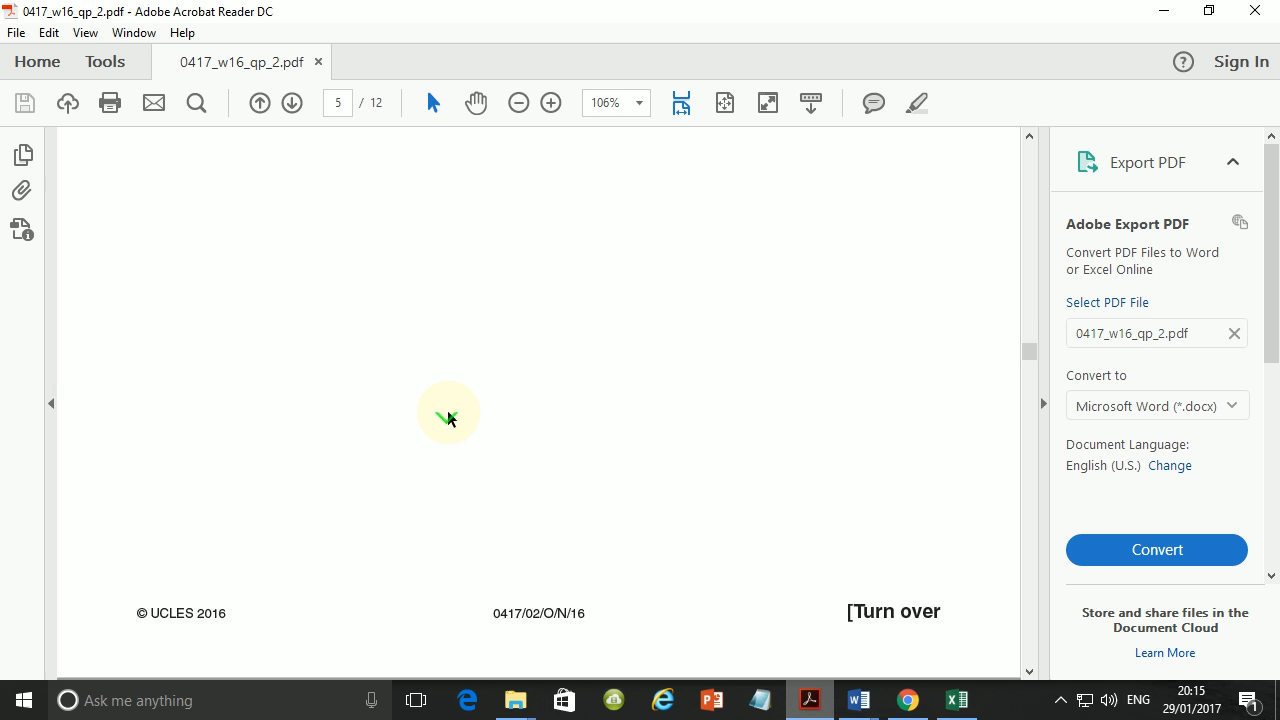 0417_w16_qp_2.pdf - Adobe Acrobat Reader DC
File Edit View Window Help
Home Tools 0417_w16_qp_2.pdf × Sign In
5 / 12 106%
Export PDF
Adobe Export PDF
Convert PDF Files to Word
or Excel Online
Select PDF File
0417_w16_qp_2.pdf
Convert to
Microsoft Word (*.docx)
Document Language:
English (U.S.) Change
Convert
© UCLES 2016 0417/02/O/N/16 [Turn over
Store and share files in the
Document Cloud
Learn More
Ask me anything ENG 20:15
29/01/2017 1